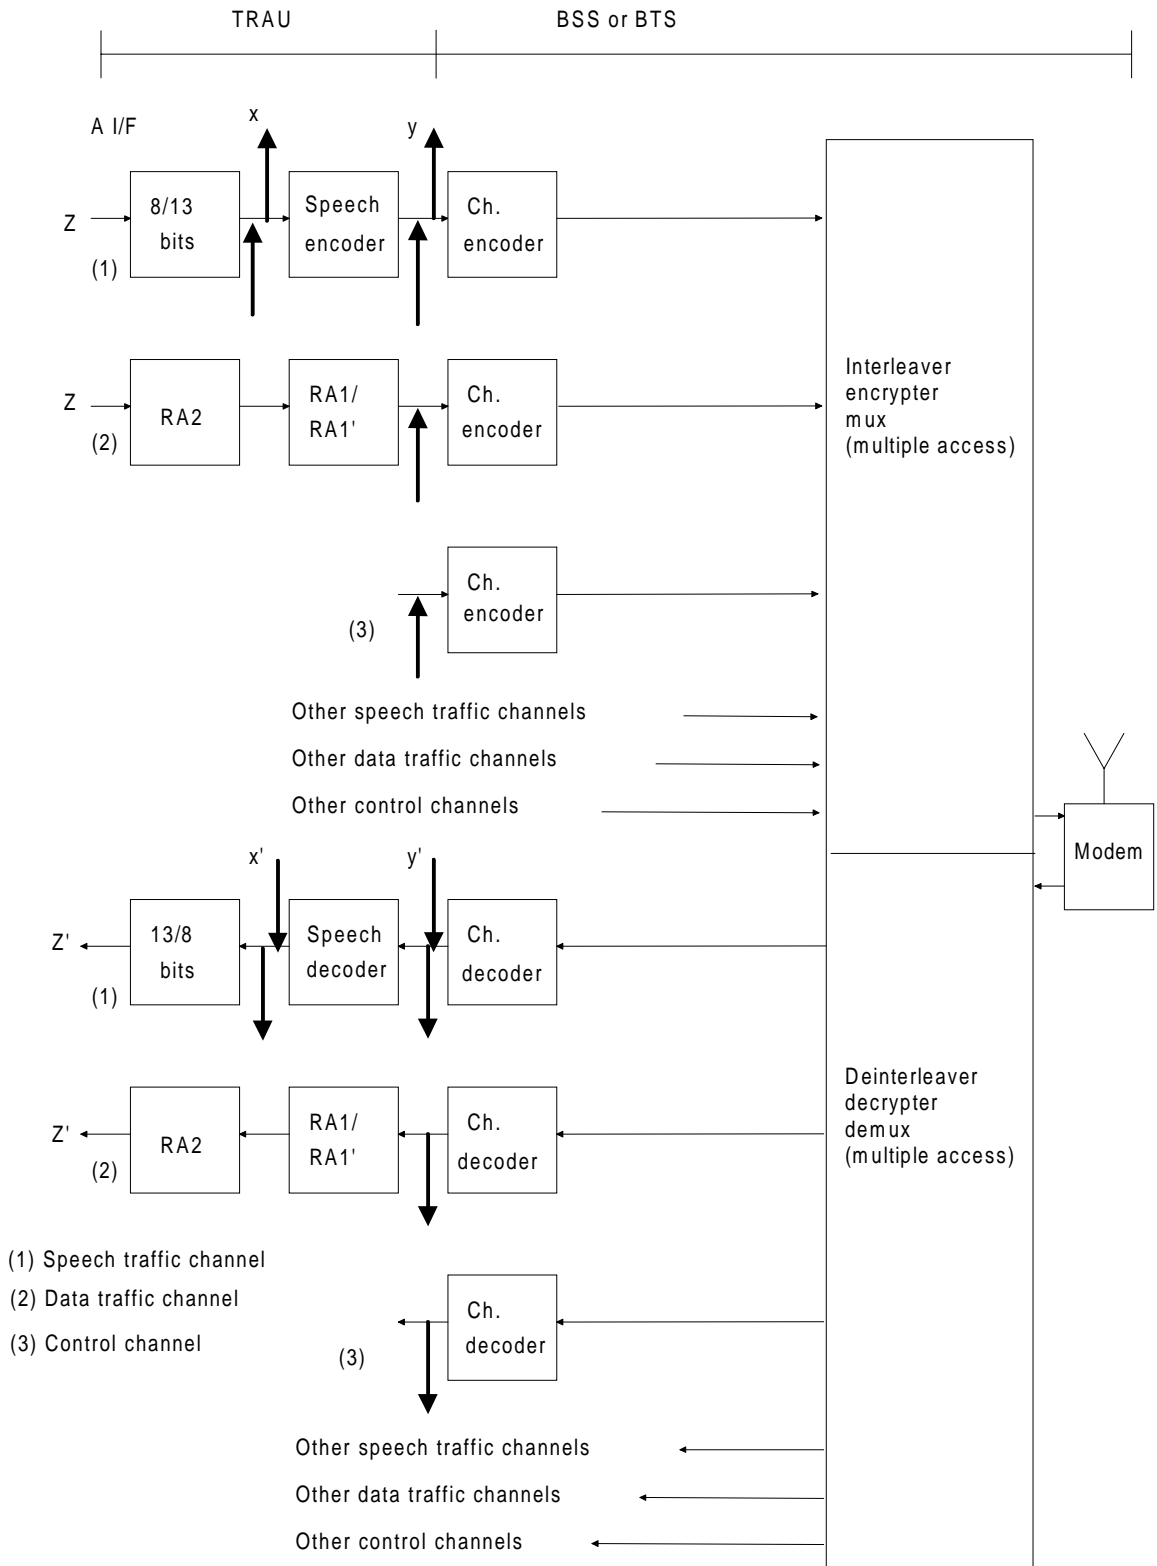 TRAU
BSS or BTS
A I/F
x
y
Z
8/13
bits
Speech
encoder
Ch.
encoder
(1)
Z
RA2
RA1/
RA1'
Ch.
encoder
(2)
Interleaver
encrypter
mux
(multiple access)
Ch.
encoder
(3)
Other speech traffic channels
Other data traffic channels
Other control channels
Modem
x'
y'
Z'
13/8
bits
Speech
decoder
Ch.
decoder
(1)
Z'
RA2
RA1/
RA1'
Ch.
decoder
(2)
Deinterleaver
decrypter
demux
(multiple access)
(1) Speech traffic channel
(2) Data traffic channel
(3) Control channel
Ch.
decoder
(3)
Other speech traffic channels
Other data traffic channels
Other control channels